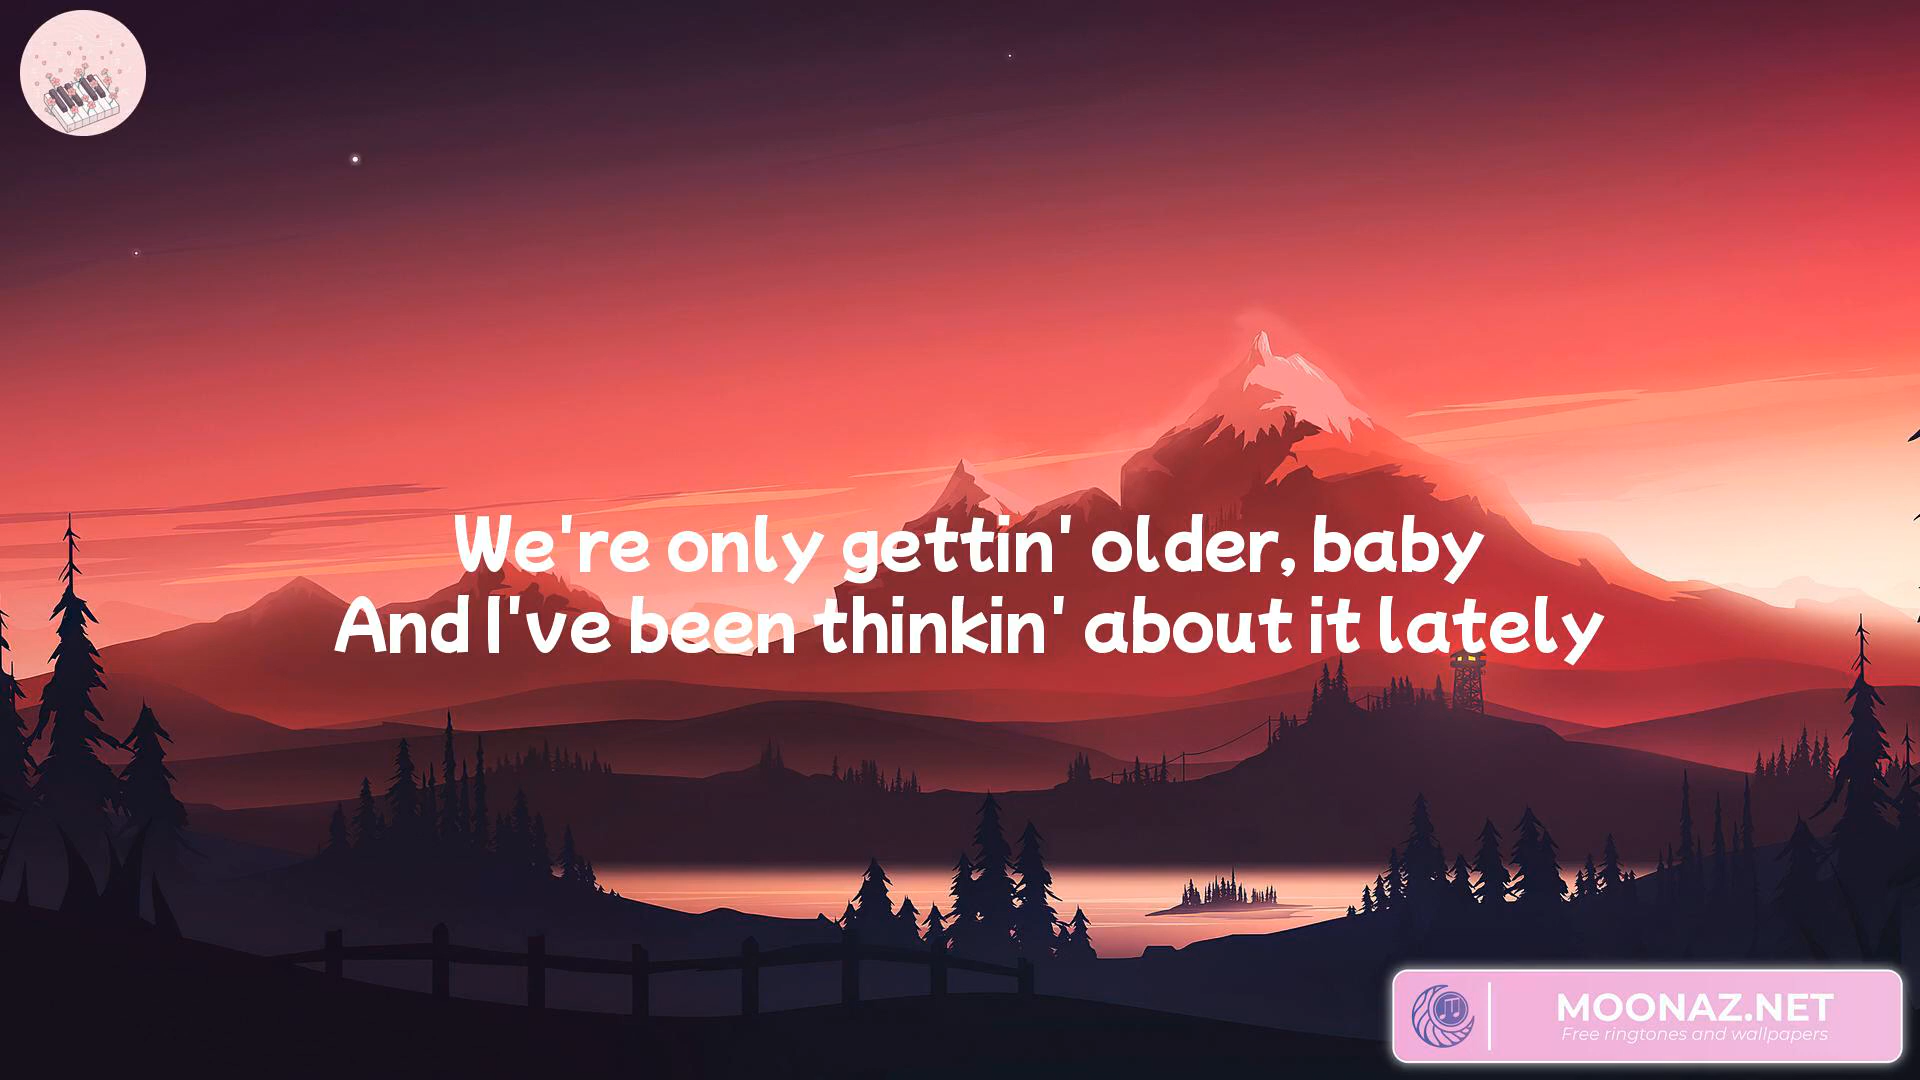 We're only gettin' older, baby
And I've been thinkin' about it lately
MOONAZ.NET
Free ringtones and wallpapers